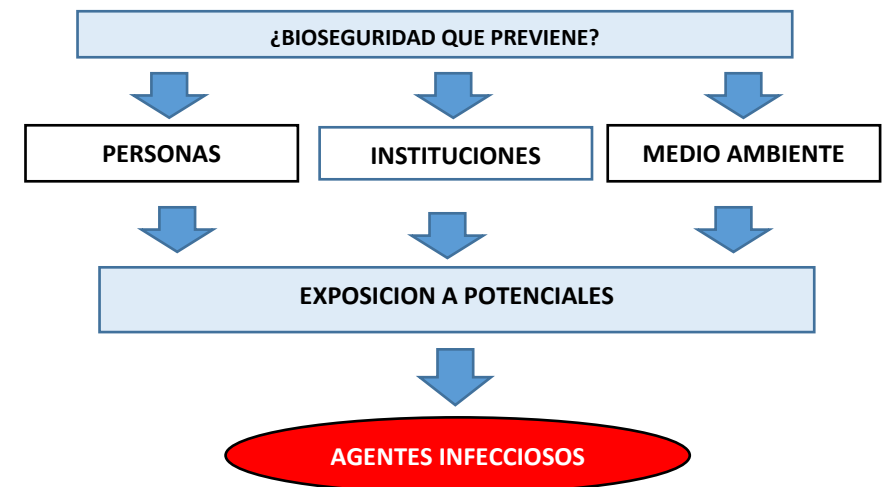 ¿BIOSEGURIDAD QUE PREVIENE?
PERSONAS
INSTITUCIONES
MEDIO AMBIENTE
EXPOSICION A POTENCIALES
AGENTES INFECCIOSOS